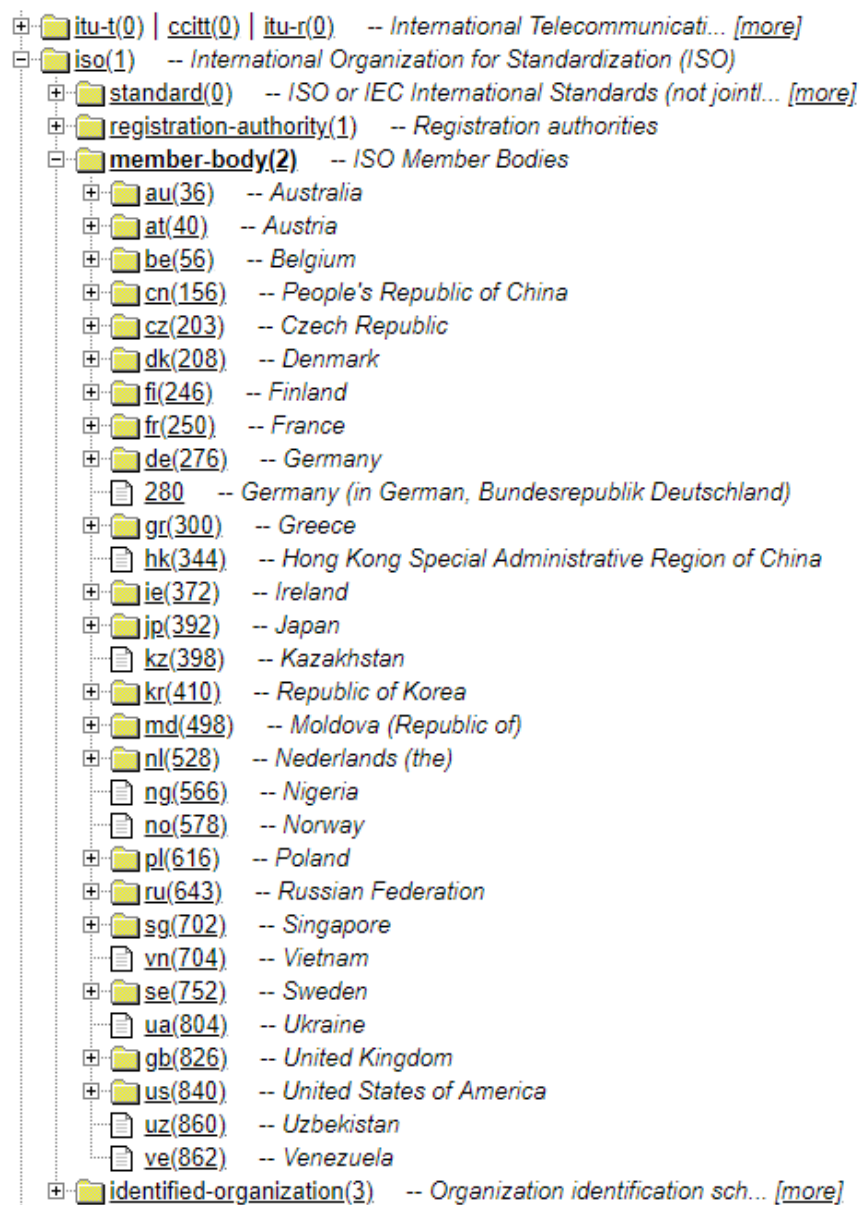 itu-t(0) | ccitt(0) | itu-r(0) -- International Telecommunicati... [more]
iso(1) -- International Organization for Standardization (ISO)
standard(0) -- ISO or IEC International Standards (not jointl... [more]
registration-authority(1) -- Registration authorities
member-body(2) -- ISO Member Bodies
au(36) -- Australia
at(40) -- Austria
be(56) -- Belgium
cn(156) -- People's Republic of China
cz(203) -- Czech Republic
dk(208) -- Denmark
fi(246) -- Finland
fr(250) -- France
de(276) -- Germany
280 -- Germany (in German, Bundesrepublik Deutschland)
gr(300) -- Greece
hk(344) -- Hong Kong Special Administrative Region of China
ie(372) -- Ireland
jp(392) -- Japan
kz(398) -- Kazakhstan
kr(410) -- Republic of Korea
md(498) -- Moldova (Republic of)
nl(528) -- Nederlands (the)
ng(566) -- Nigeria
no(578) -- Norway
pl(616) -- Poland
ru(643) -- Russian Federation
sg(702) -- Singapore
vn(704) -- Vietnam
se(752) -- Sweden
ua(804) -- Ukraine
gb(826) -- United Kingdom
us(840) -- United States of America
uz(860) -- Uzbekistan
ve(862) -- Venezuela
identified-organization(3) -- Organization identification sch... [more]